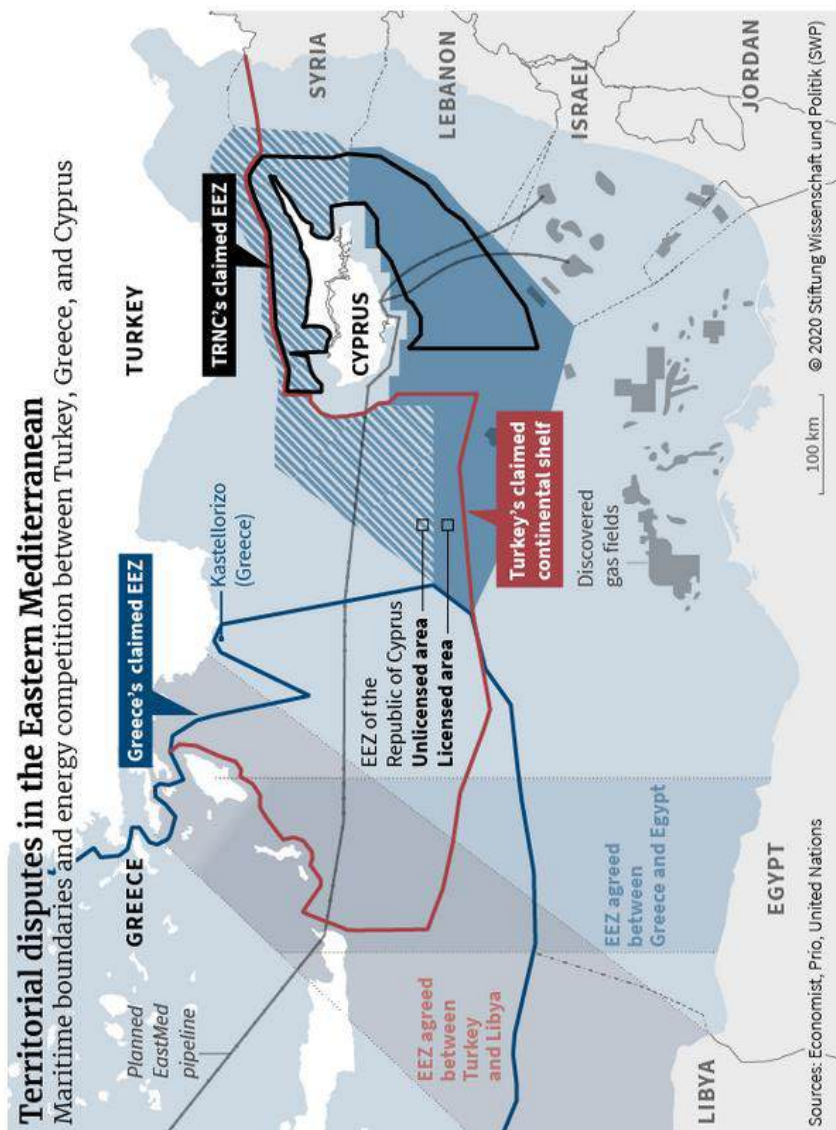 Territorial disputes in the Eastern Mediterranean
Maritime boundaries and energy competition between Turkey, Greece, and Cyprus
GREECE
Greece's claimed EEZ
TURKEY
Kastellorizo
(Greece)
TRNC's claimed EEZ
SYRIA
Planned
EastMed
pipeline
CYPRUS
LEBANON
EEZ of the
Republic of Cyprus
Unlicensed area
Licensed area
EEZ agreed
between
Turkey
and Libya
Turkey's claimed
continental shelf
ISRAEL
EEZ agreed
between
Greece and Egypt
Discovered
gas fields
JORDAN
LIBYA
EGYPT
100 km
Sources: Economist, Prio, United Nations
© 2020 Stiftung Wissenschaft und Politik (SWP)